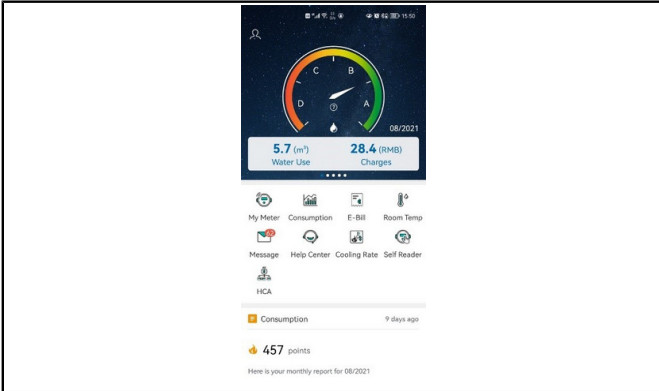 15:50
C B
D A
?
08/2021
5.7 (m³) 28.4 (RMB)
Water Use Charges
My Meter Consumption E-Bill Room Temp
Message Help Center Cooling Rate Self Reader
HCA
Consumption 9 days ago
457 points
Here is your monthly report for 08/2021